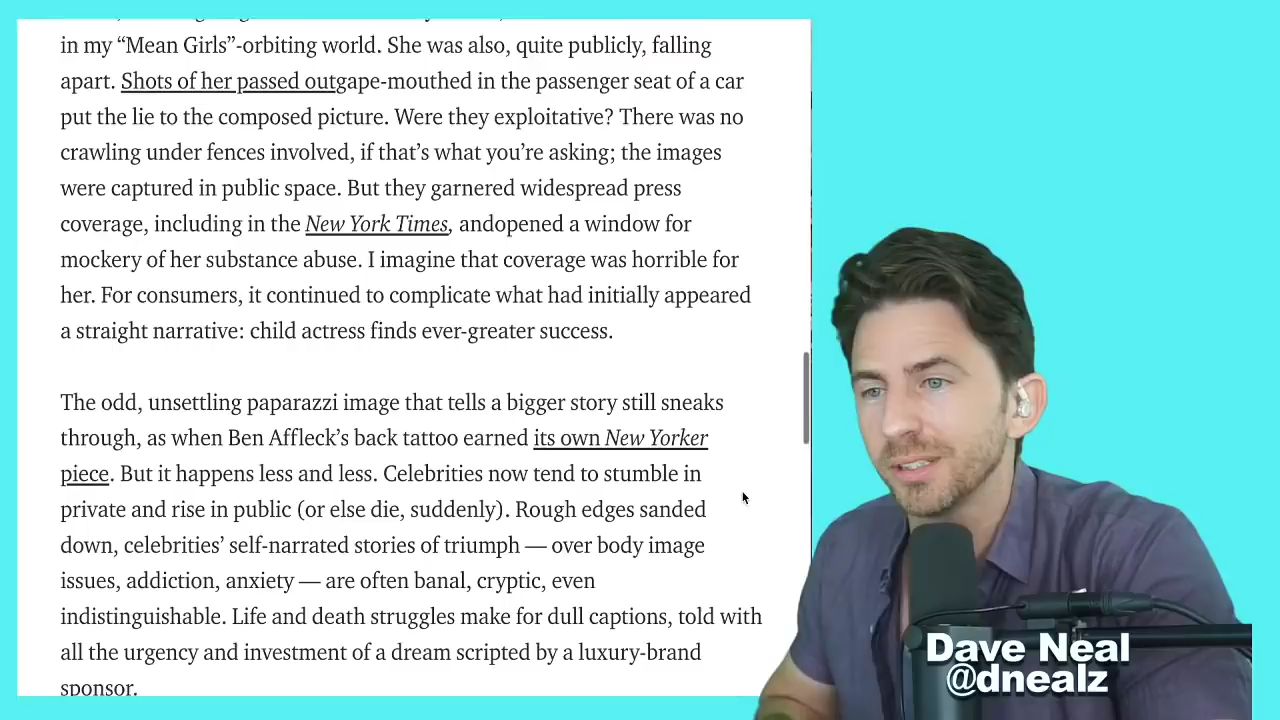 in my “Mean Girls”-orbiting world. She was also, quite publicly, falling
apart. Shots of her passed outgape-mouthed in the passenger seat of a car
put the lie to the composed picture. Were they exploitative? There was no
crawling under fences involved, if that’s what you’re asking; the images
were captured in public space. But they garnered widespread press
coverage, including in the New York Times, andopened a window for
mockery of her substance abuse. I imagine that coverage was horrible for
her. For consumers, it continued to complicate what had initially appeared
a straight narrative: child actress finds ever-greater success.
The odd, unsettling paparazzi image that tells a bigger story still sneaks
through, as when Ben Affleck’s back tattoo earned its own New Yorker
piece. But it happens less and less. Celebrities now tend to stumble in
private and rise in public (or else die, suddenly). Rough edges sanded
down, celebrities’ self-narrated stories of triumph — over body image
issues, addiction, anxiety — are often banal, cryptic, even
indistinguishable. Life and death struggles make for dull captions, told with
all the urgency and investment of a dream scripted by a luxury-brand
sponsor.
Dave Neal
@dnealz